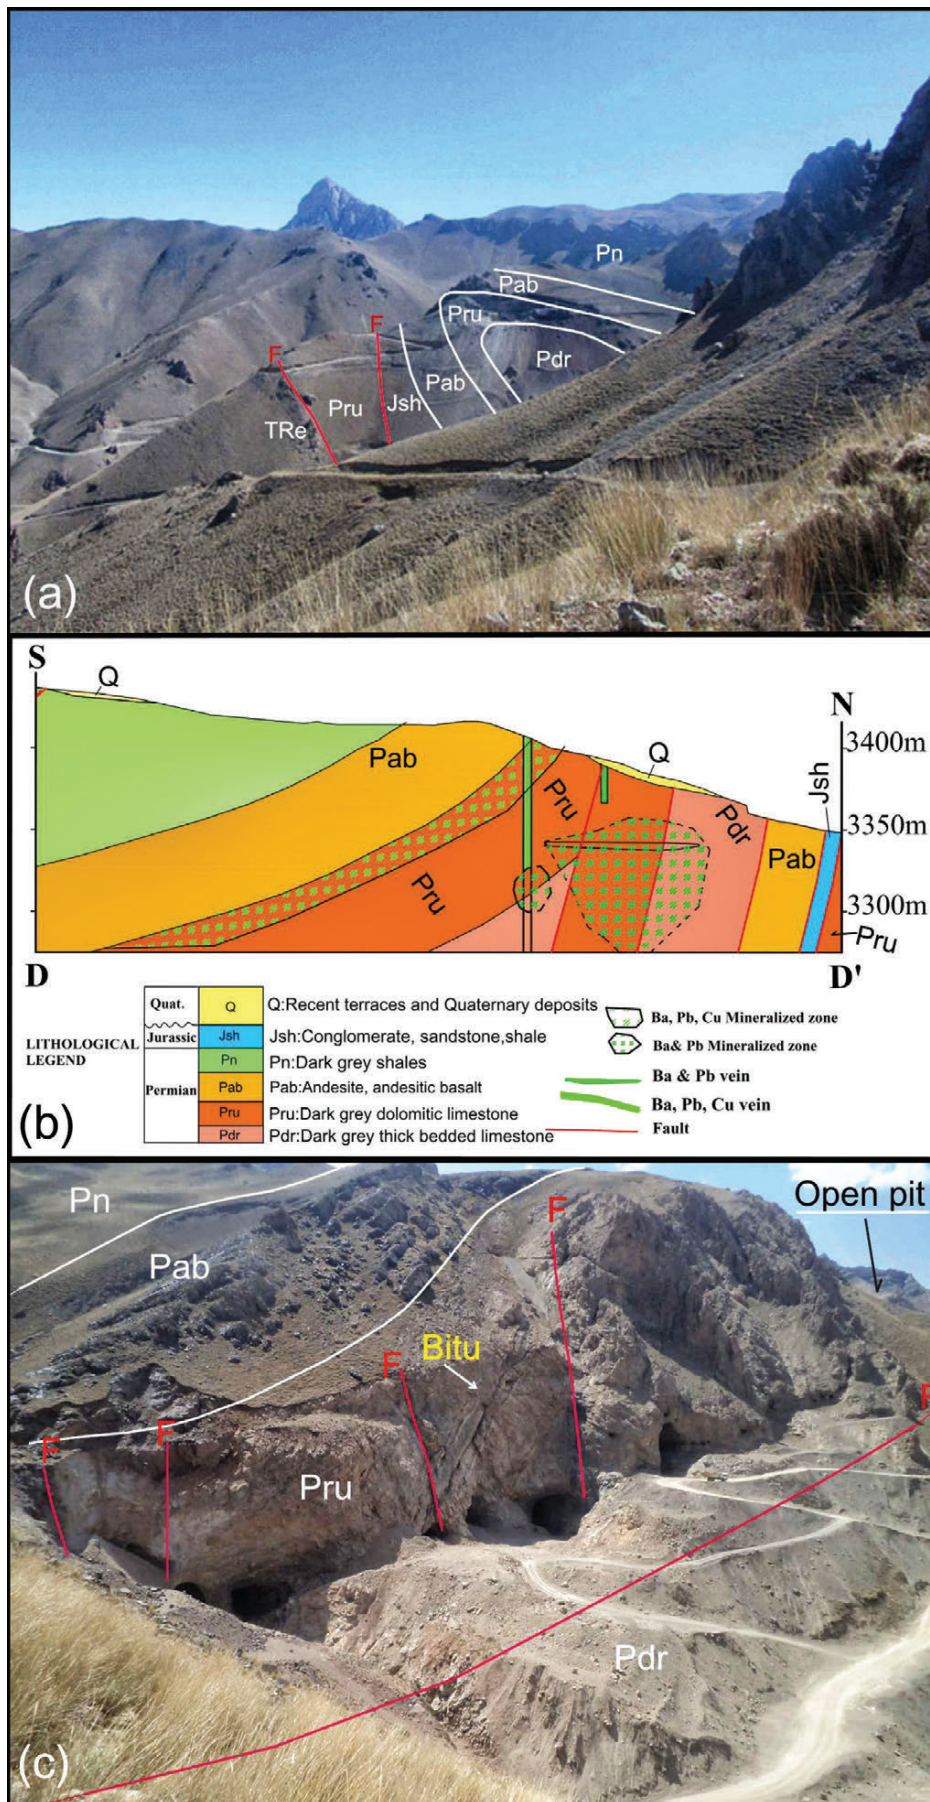 Pn
Pab
Pru
F
F
Pdr
Pab
Jsh
Pru
TRe
(a)
S
Q
N
3400m
Pab
Q
Jsh
Pru
Pdr
3350m
Pab
Pru
3300m
Pru
D
D'
Quat.
Q
Q:Recent terraces and Quaternary deposits
Ba, Pb, Cu Mineralized zone
LITHOLOGICAL
LEGEND
Jurassic
Jsh
Jsh:Conglomerate, sandstone,shale
Ba& Pb Mineralized zone
Pn
Pn:Dark grey shales
Permian
Pab
Pab:Andesite, andesitic basalt
Ba & Pb vein
Pru
Pru:Dark grey dolomitic limestone
Ba, Pb, Cu vein
Pdr
Pdr:Dark grey thick bedded limestone
Fault
(b)
Pn
Open pit
F
Pab
Bitu
F
F
F
F
Pru
Pdr
(c)